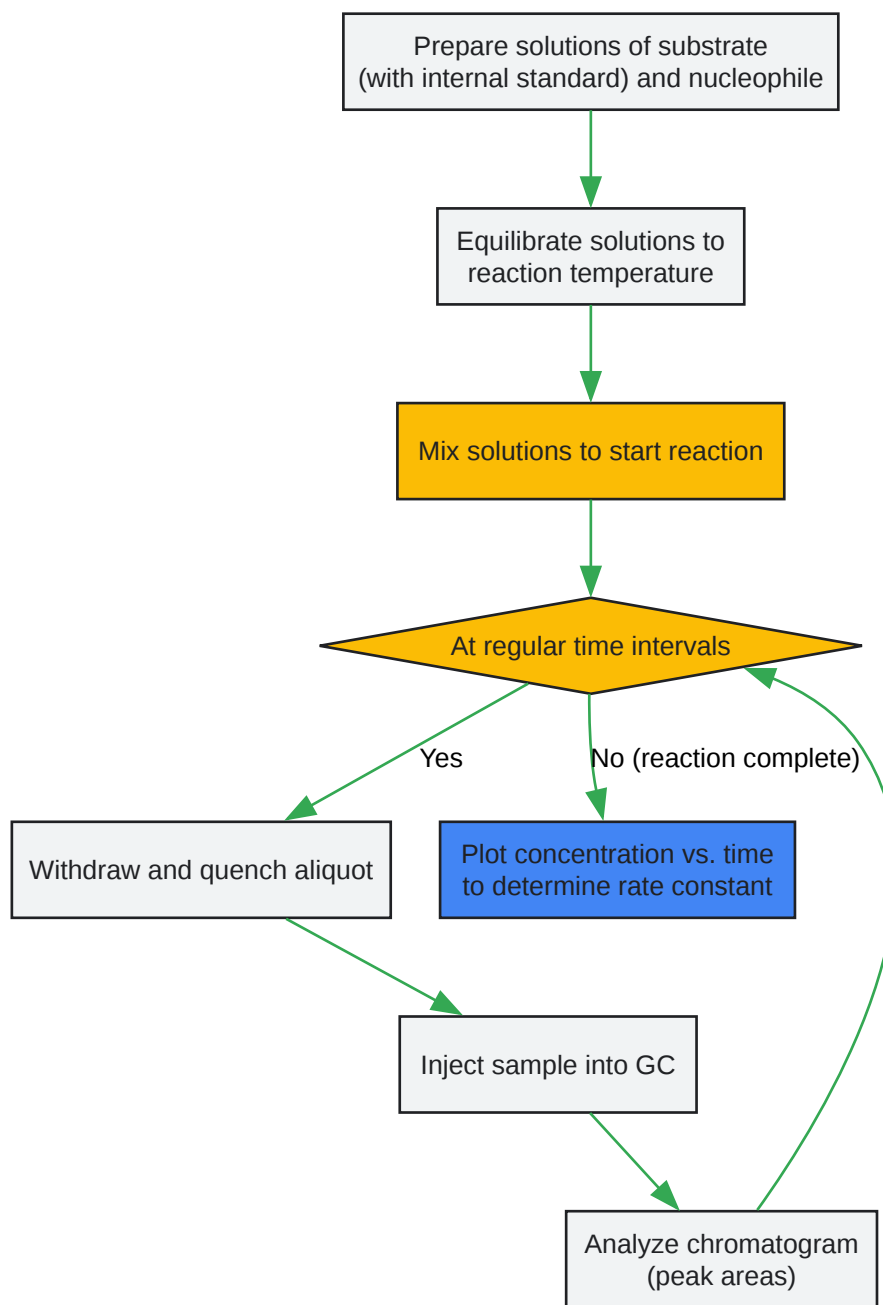 Prepare solutions of substrate
(with internal standard) and nucleophile
Equilibrate solutions to
reaction temperature
Mix solutions to start reaction
At regular time intervals
Yes
No (reaction complete)
Withdraw and quench aliquot
Plot concentration vs. time
to determine rate constant
Inject sample into GC
Analyze chromatogram
(peak areas)